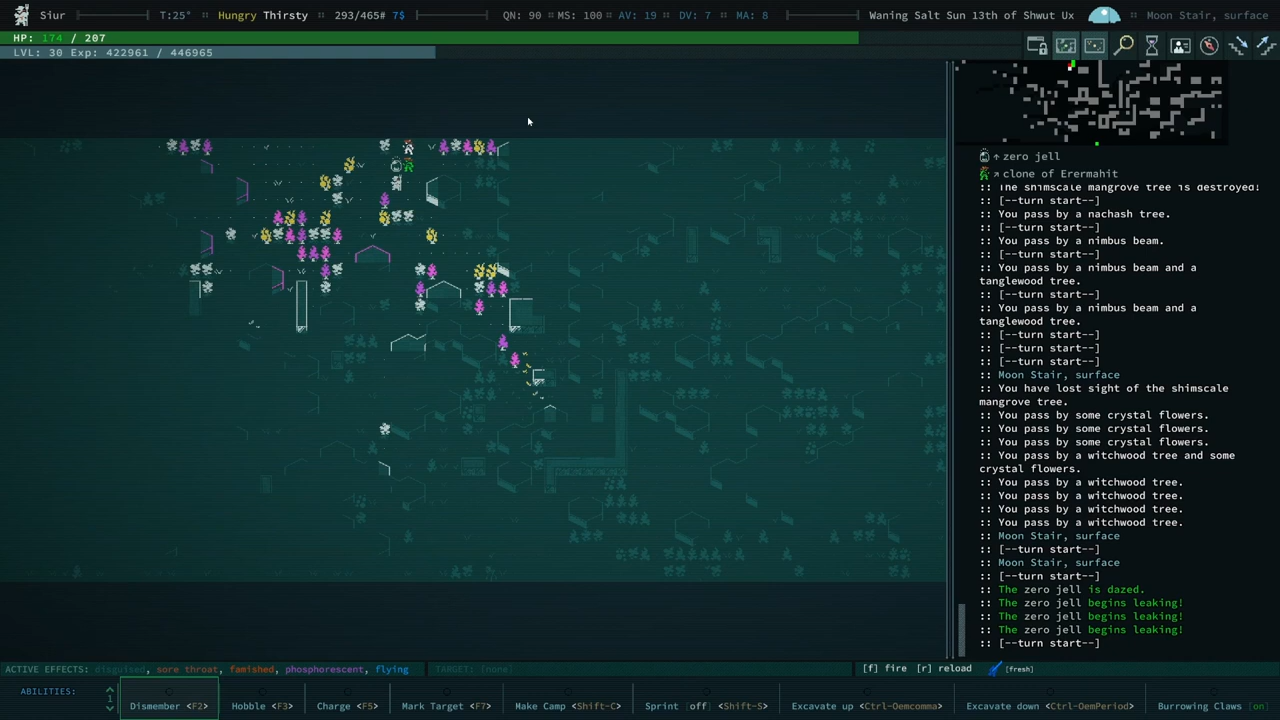 Siur T:25° :: Hungry Thirsty :: 293/465# 7$ QN: 90 :: MS: 100 :: AV: 19 :: DV: 7 :: MA: 8 Waning Salt Sun 13th of Shwut Ux :: Moon Stair, surface
HP: 174 / 207
LVL: 30 Exp: 422961 / 446965
↑ zero jell
↗ clone of Erermahit
:: The shimscale mangrove tree is destroyed!
:: [--turn start--]
:: You pass by a nachash tree.
:: [--turn start--]
:: You pass by a nimbus beam.
:: [--turn start--]
:: You pass by a nimbus beam and a
tanglewood tree.
:: [--turn start--]
:: You pass by a nimbus beam and a
tanglewood tree.
:: [--turn start--]
:: [--turn start--]
:: [--turn start--]
:: Moon Stair, surface
:: You have lost sight of the shimscale
mangrove tree.
:: You pass by some crystal flowers.
:: You pass by some crystal flowers.
:: You pass by some crystal flowers.
:: You pass by a witchwood tree and some
crystal flowers.
:: You pass by a witchwood tree.
:: You pass by a witchwood tree.
:: You pass by a witchwood tree.
:: You pass by a witchwood tree.
:: Moon Stair, surface
:: [--turn start--]
:: Moon Stair, surface
:: [--turn start--]
:: The zero jell is dazed.
:: The zero jell begins leaking!
:: The zero jell begins leaking!
:: The zero jell begins leaking!
:: [--turn start--]
ACTIVE EFFECTS: disguised, sore throat, famished, phosphorescent, flying TARGET: [none] [f] fire [r] reload [fresh]
ABILITIES: 1 Dismember <F2> Hobble <F3> Charge <F5> Mark Target <F7> Make Camp <Shift-C> Sprint [off] <Shift-S> Excavate up <Ctrl-Oemcomma> Excavate down <Ctrl-OemPeriod> Burrowing Claws [on]